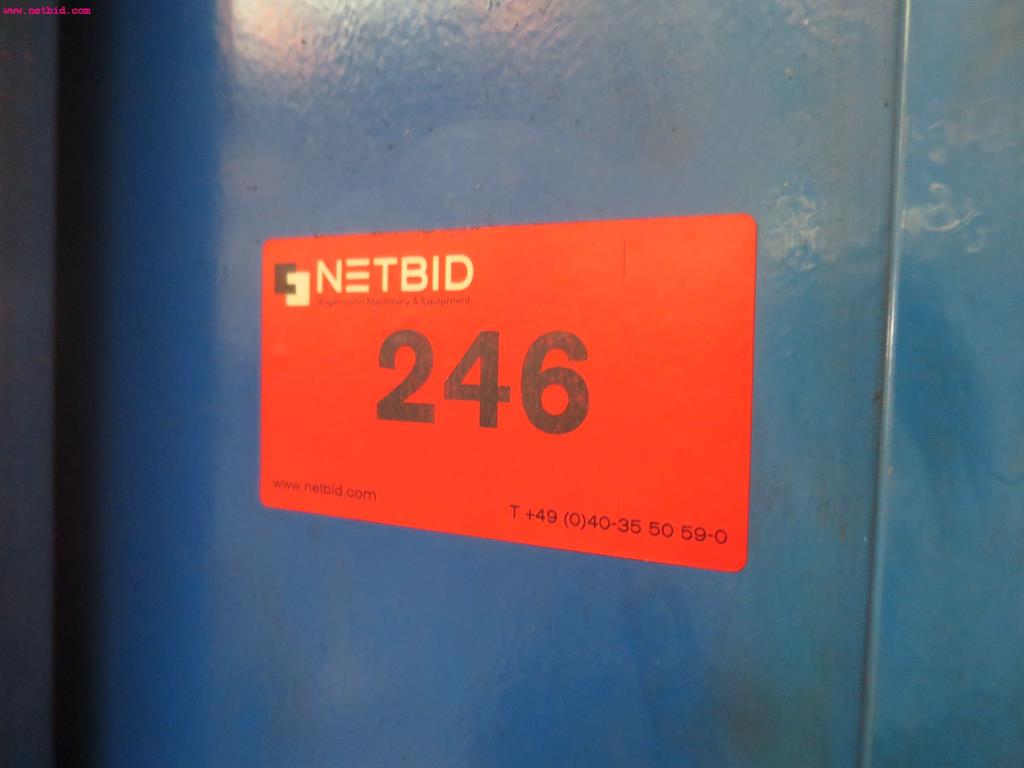 www.netbid.com
NETBID
Angermann Machinery & Equipment
246
www.netbid.com
T +49 (0)40-35 50 59-0